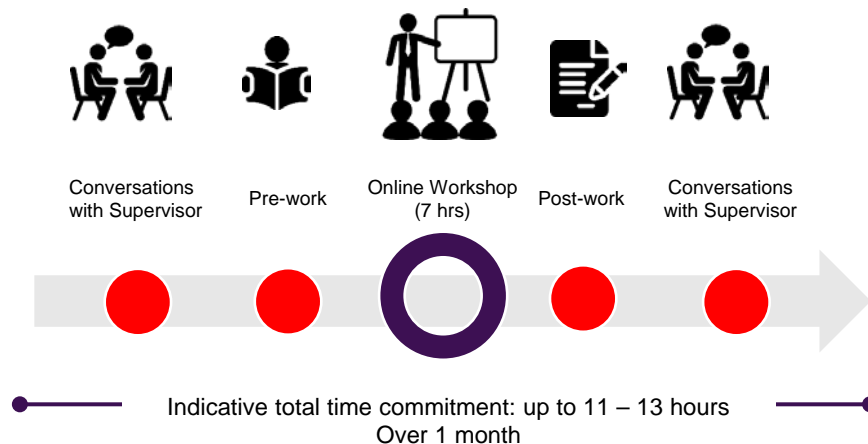 Conversations
with Supervisor
Pre-work
Online Workshop
(7 hrs)
Post-work
Conversations
with Supervisor
Indicative total time commitment: up to 11 – 13 hours
Over 1 month